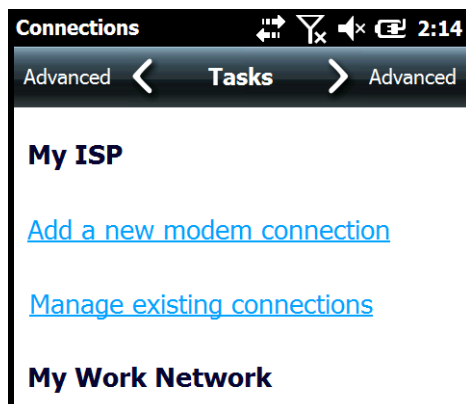 Connections 2:14
Advanced Tasks Advanced
My ISP
Add a new modem connection
Manage existing connections
My Work Network